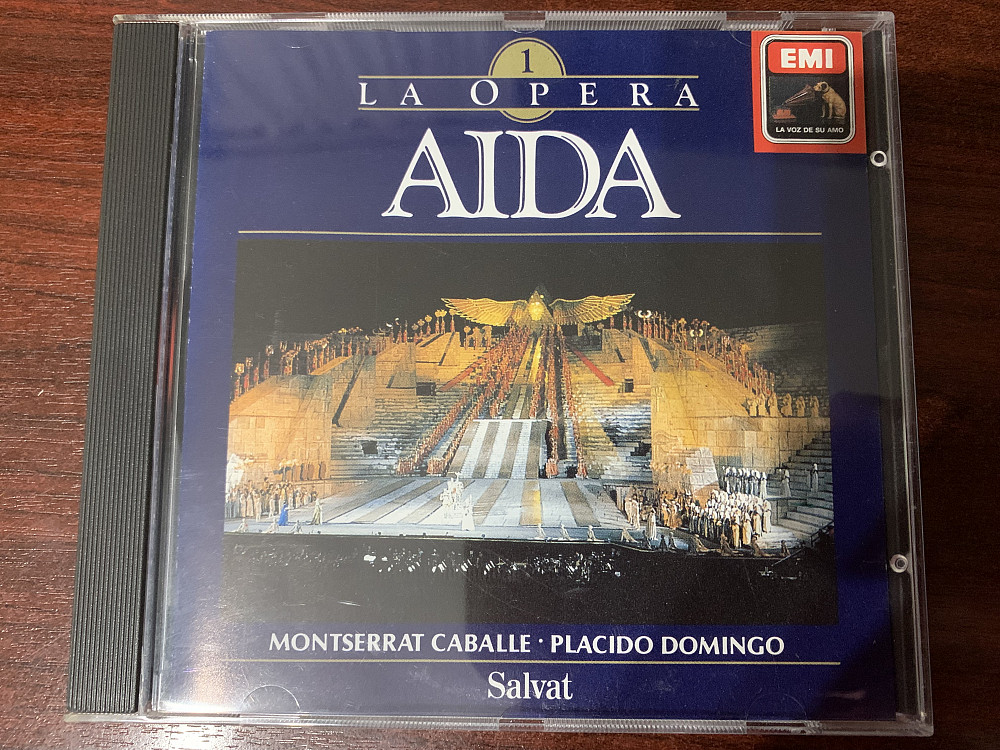 1
LA OPERA
EMI
LA VOZ DE SU AMO
AIDA
MONTSERRAT CABALLE · PLACIDO DOMINGO
Salvat